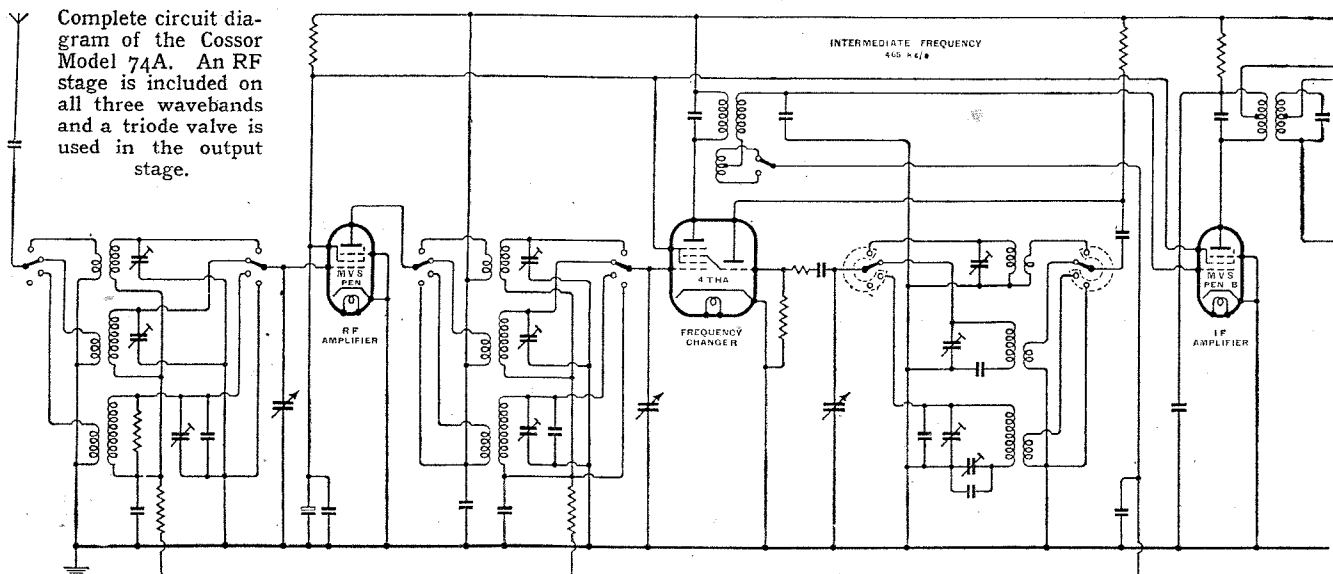 Complete circuit dia-
gram of the Cossor
Model 74A. An RF
stage is included on
all three wavebands
and a triode valve is
used in the output
stage.
INTERMEDIATE FREQUENCY
465 kc/s
MVS
PEN
RF
AMPLIFIER
4 THA
FREQUENCY
CHANGER
MVS
PEN B
IF
AMPLIFIER